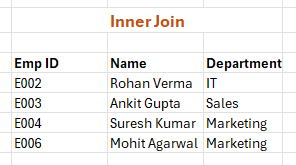 Inner Join
Emp ID Name Department
E002 Rohan Verma IT
E003 Ankit Gupta Sales
E004 Suresh Kumar Marketing
E006 Mohit Agarwal Marketing